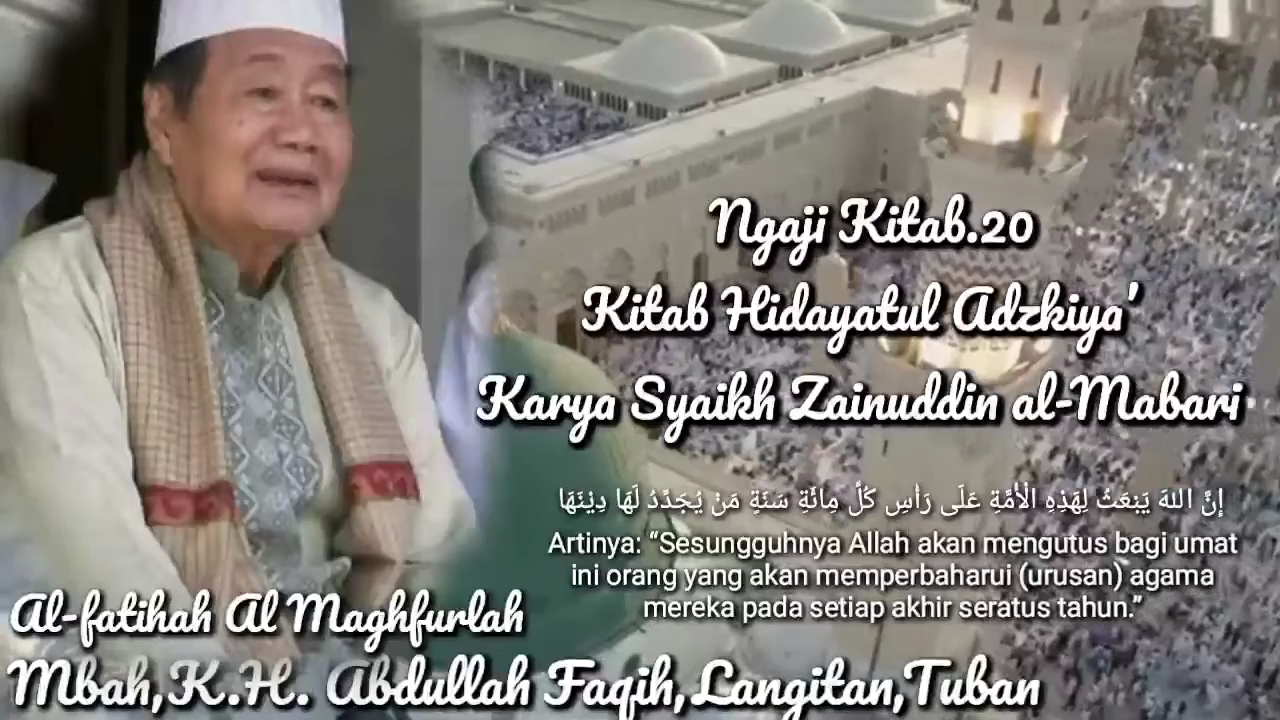 Ngaji Kitab.20
Kitab Hidayatul Adzkiya'
Karya Syaikh Zainuddin al-Mabari
إِنَّ اللهَ يَبْعَثُ لِهَذِهِ الْأُمَّةِ عَلَى رَأْسِ كُلِّ مِائَةِ سَنَةٍ مَنْ يُجَدِّدُ لَهَا دِيْنَهَا
Artinya: “Sesungguhnya Allah akan mengutus bagi umat
ini orang yang akan memperbaharui (urusan) agama
mereka pada setiap akhir seratus tahun.”
Al-fatihah Al Maghfurlah
Mbah,K.H. Abdullah Faqih,Langitan,Tuban